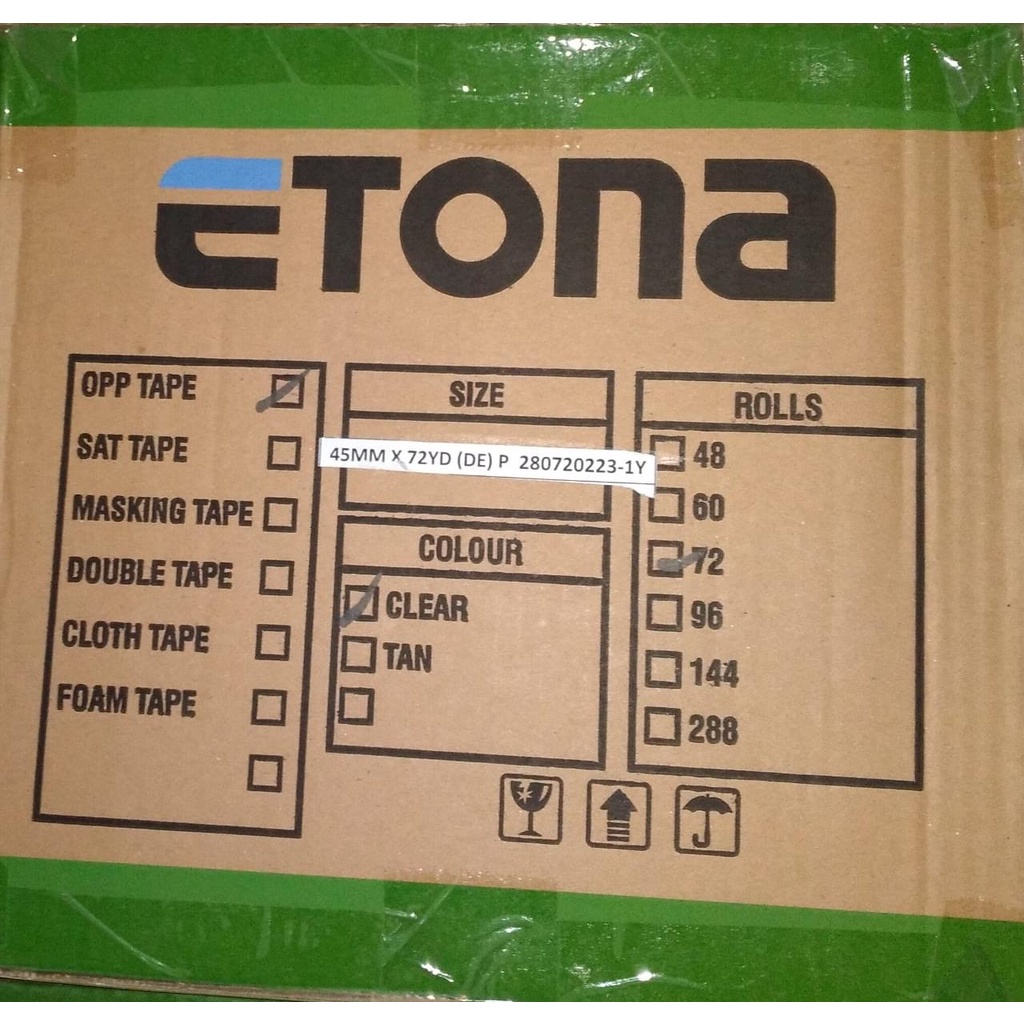 ETONA
OPP TAPE
SAT TAPE
MASKING TAPE
DOUBLE TAPE
CLOTH TAPE
FOAM TAPE
SIZE
45MM X 72YD (DE) P 280720223-1Y
COLOUR
CLEAR
TAN
ROLLS
48
60
72
96
144
288